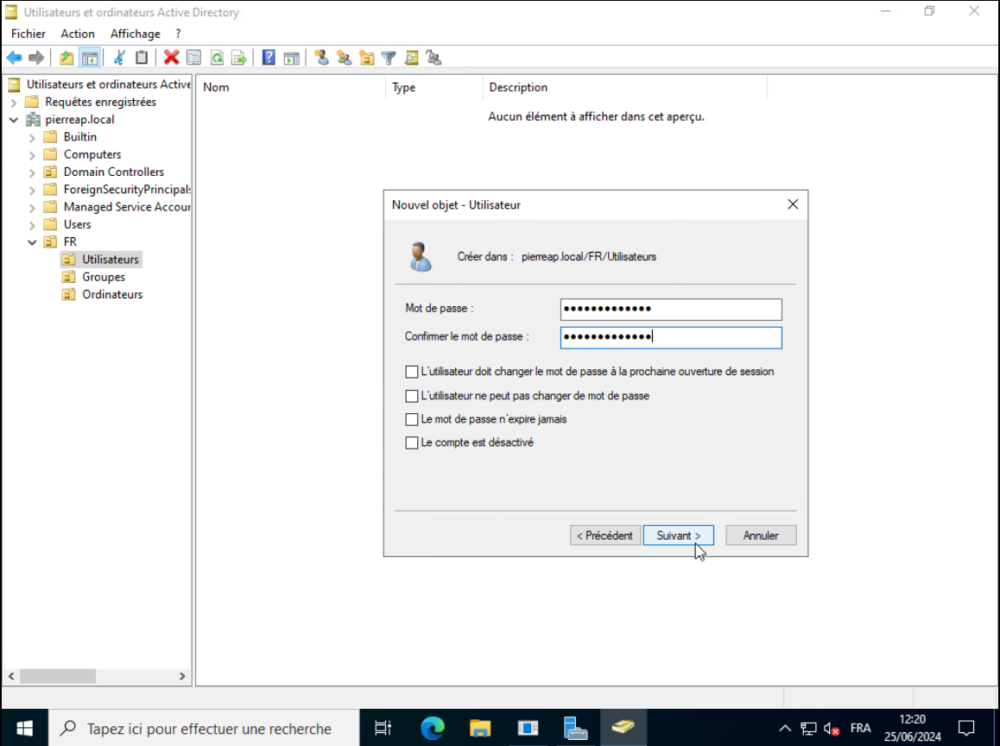 Utilisateurs et ordinateurs Active Directory
Fichier Action Affichage ?
Utilisateurs et ordinateurs Active
Requêtes enregistrées
pierreap.local
Builtin
Computers
Domain Controllers
ForeignSecurityPrincipals
Managed Service Accoun
Users
FR
Utilisateurs
Groupes
Ordinateurs
Nom Type Description
Aucun élément à afficher dans cet aperçu.
Nouvel objet - Utilisateur
Créer dans : pierreap.local/FR/Utilisateurs
Mot de passe : •••••••••••••
Confirmer le mot de passe : •••••••••••••
L'utilisateur doit changer le mot de passe à la prochaine ouverture de session
L'utilisateur ne peut pas changer de mot de passe
Le mot de passe n'expire jamais
Le compte est désactivé
< Précédent Suivant > Annuler
Tapez ici pour effectuer une recherche
FRA
12:20
25/06/2024